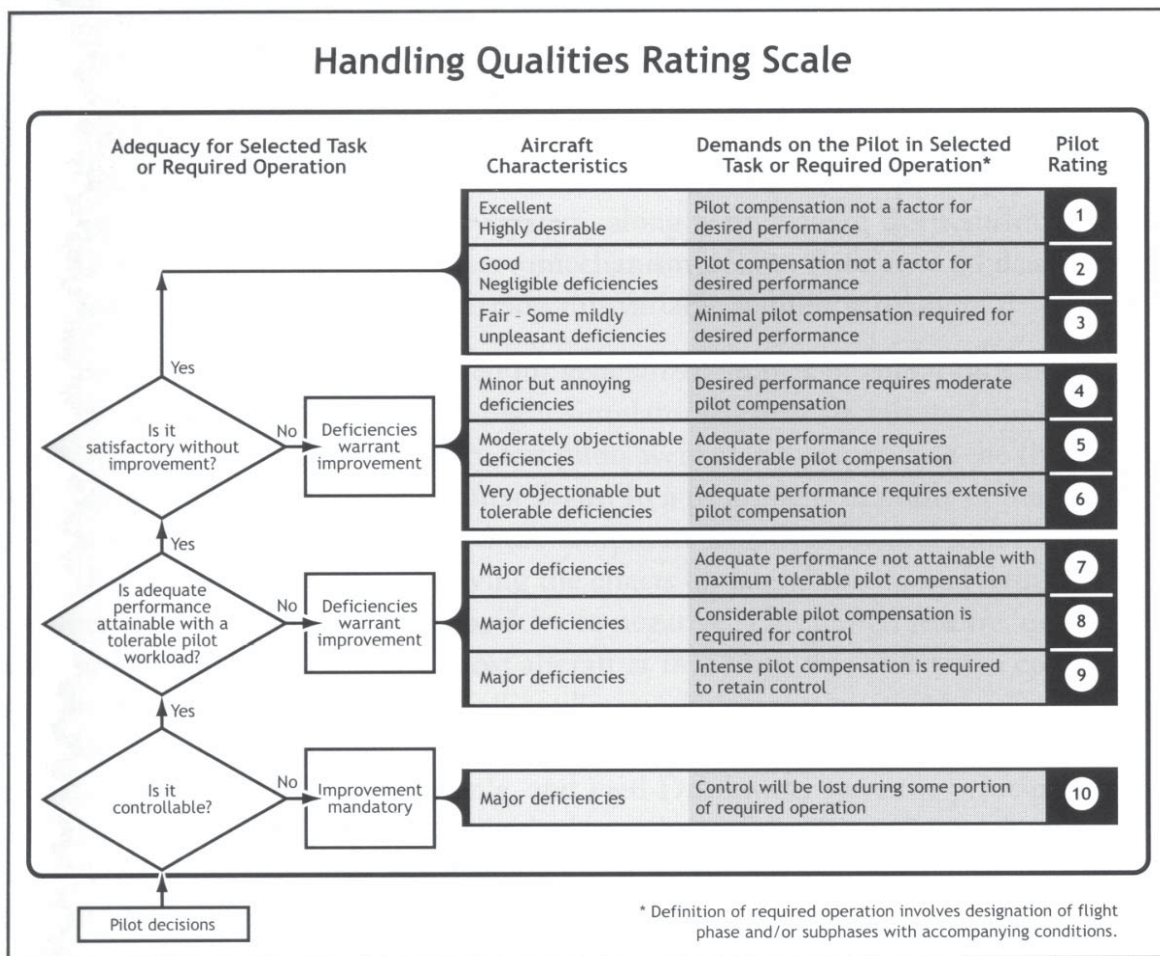 Handling Qualities Rating Scale
Adequacy for Selected Task
or Required Operation
Aircraft
Characteristics
Demands on the Pilot in Selected
Task or Required Operation*
Pilot
Rating
Excellent
Highly desirable
Pilot compensation not a factor for
desired performance
1
Good
Negligible deficiencies
Pilot compensation not a factor for
desired performance
2
Fair – Some mildly
unpleasant deficiencies
Minimal pilot compensation required for
desired performance
3
Yes
Is it
satisfactory without
improvement?
No
Deficiencies
warrant
improvement
Minor but annoying
deficiencies
Desired performance requires moderate
pilot compensation
4
Moderately objectionable
deficiencies
Adequate performance requires
considerable pilot compensation
5
Very objectionable but
tolerable deficiencies
Adequate performance requires extensive
pilot compensation
6
Yes
Is adequate
performance
attainable with a
tolerable pilot
workload?
No
Deficiencies
warrant
improvement
Major deficiencies
Adequate performance not attainable with
maximum tolerable pilot compensation
7
Major deficiencies
Considerable pilot compensation is
required for control
8
Major deficiencies
Intense pilot compensation is required
to retain control
9
Yes
Is it
controllable?
No
Improvement
mandatory
Major deficiencies
Control will be lost during some portion
of required operation
10
Pilot decisions
* Definition of required operation involves designation of flight
phase and/or subphases with accompanying conditions.